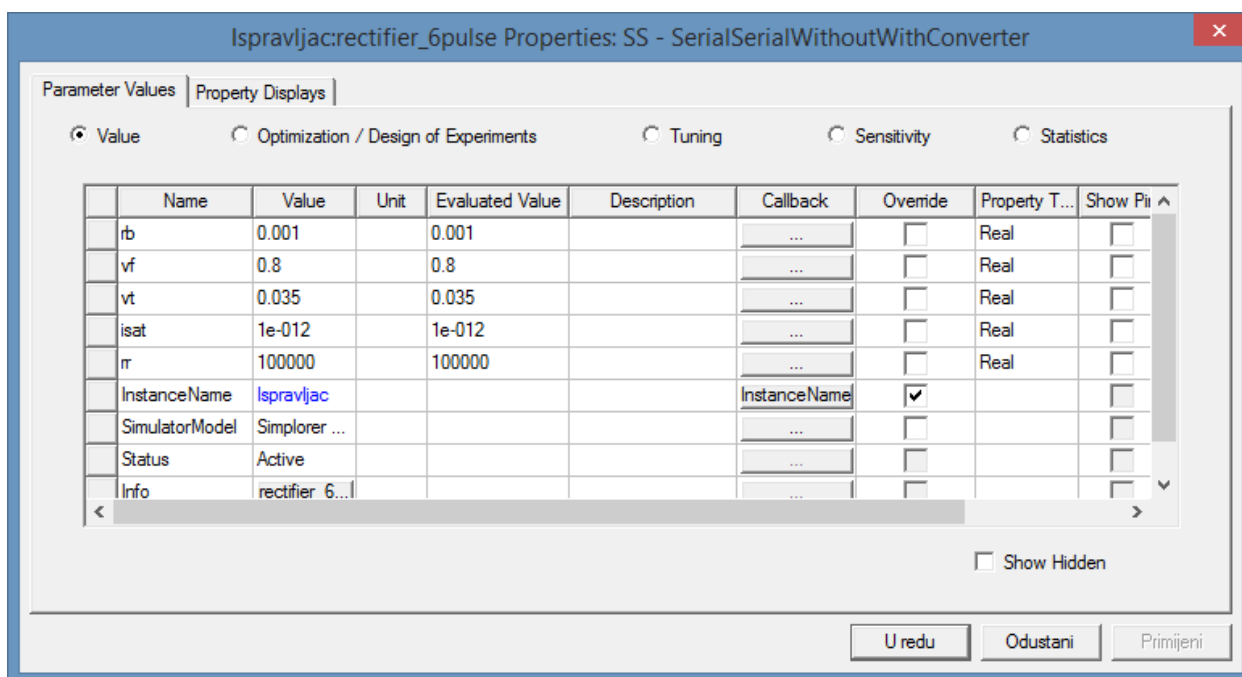 Ispravljac:rectifier_6pulse Properties: SS - SerialSerialWithoutWithConverter
Parameter Values Property Displays
Value Optimization / Design of Experiments Tuning Sensitivity Statistics
Name Value Unit Evaluated Value Description Callback Override Property T... Show Pin
rb 0.001 0.001 ... Real
vf 0.8 0.8 ... Real
vt 0.035 0.035 ... Real
isat 1e-012 1e-012 ... Real
rr 100000 100000 ... Real
InstanceName Ispravljac InstanceName
SimulatorModel Simplorer ... ...
Status Active ...
Info rectifier_6... ...
Show Hidden
U redu Odustani Primijeni